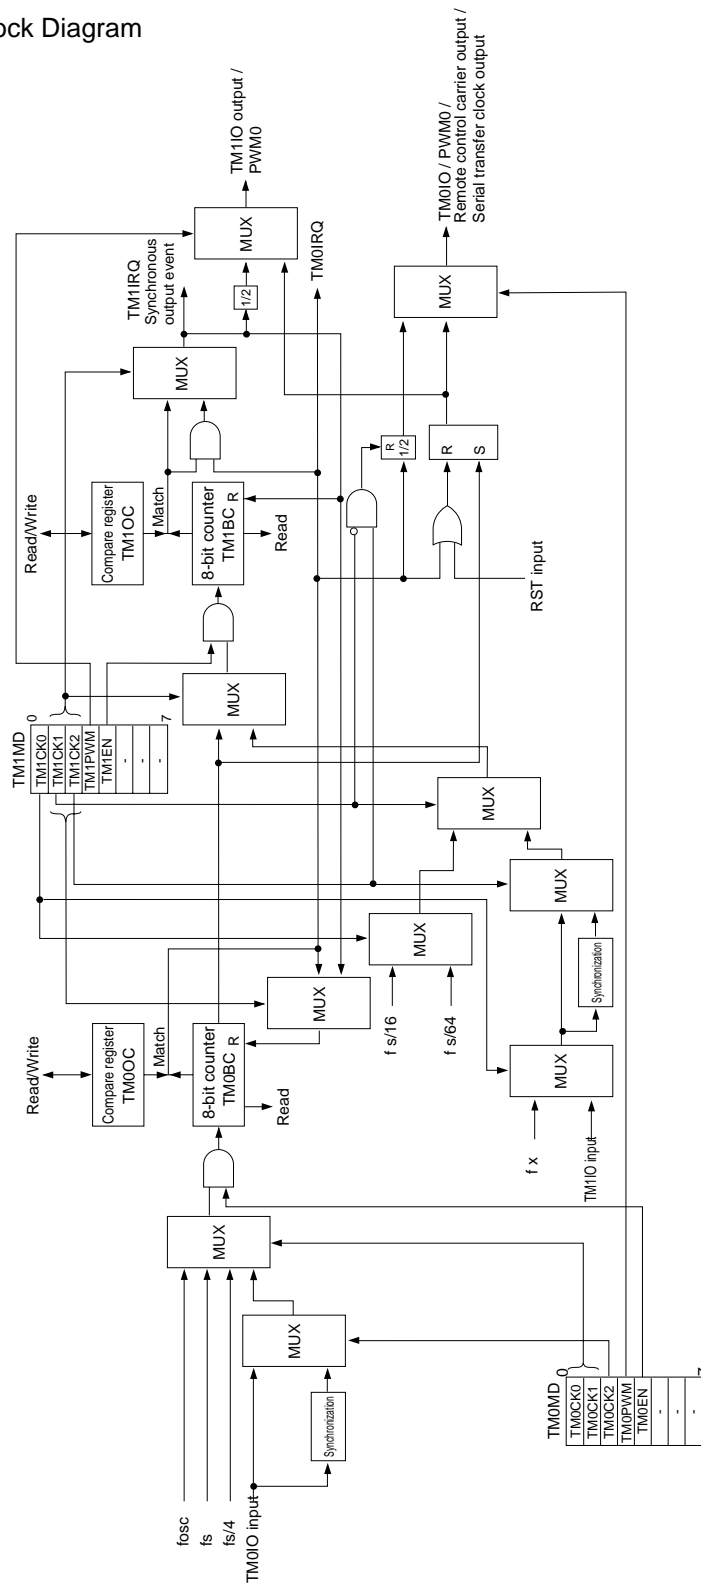 ock Diagram
TM1IO output /
PWM0
TM0IO / PWM0 /
Remote control carrier output /
Serial transfer clock output
MUX
TM1IRQ
Synchronous
output event
TM0IRQ
1/2
MUX
MUX
R
1/2
R
S
Read/Write
Compare register
TM1OC
Match
8-bit counter
TM1BC
R
Read
RST input
TM1MD
0
TM1CK0
TM1CK1
TM1CK2
TM1PWM
TM1EN
-
-
-
7
MUX
MUX
MUX
MUX
Synchronization
MUX
f s/16
f s/64
MUX
f x
TM1IO input
Read/Write
Compare register
TM0OC
Match
8-bit counter
TM0BC
R
Read
MUX
MUX
Synchronization
fosc
fs
fs/4
TM0IO input
TM0MD
0
TM0CK0
TM0CK1
TM0CK2
TM0PWM
TM0EN
-
-
-
7